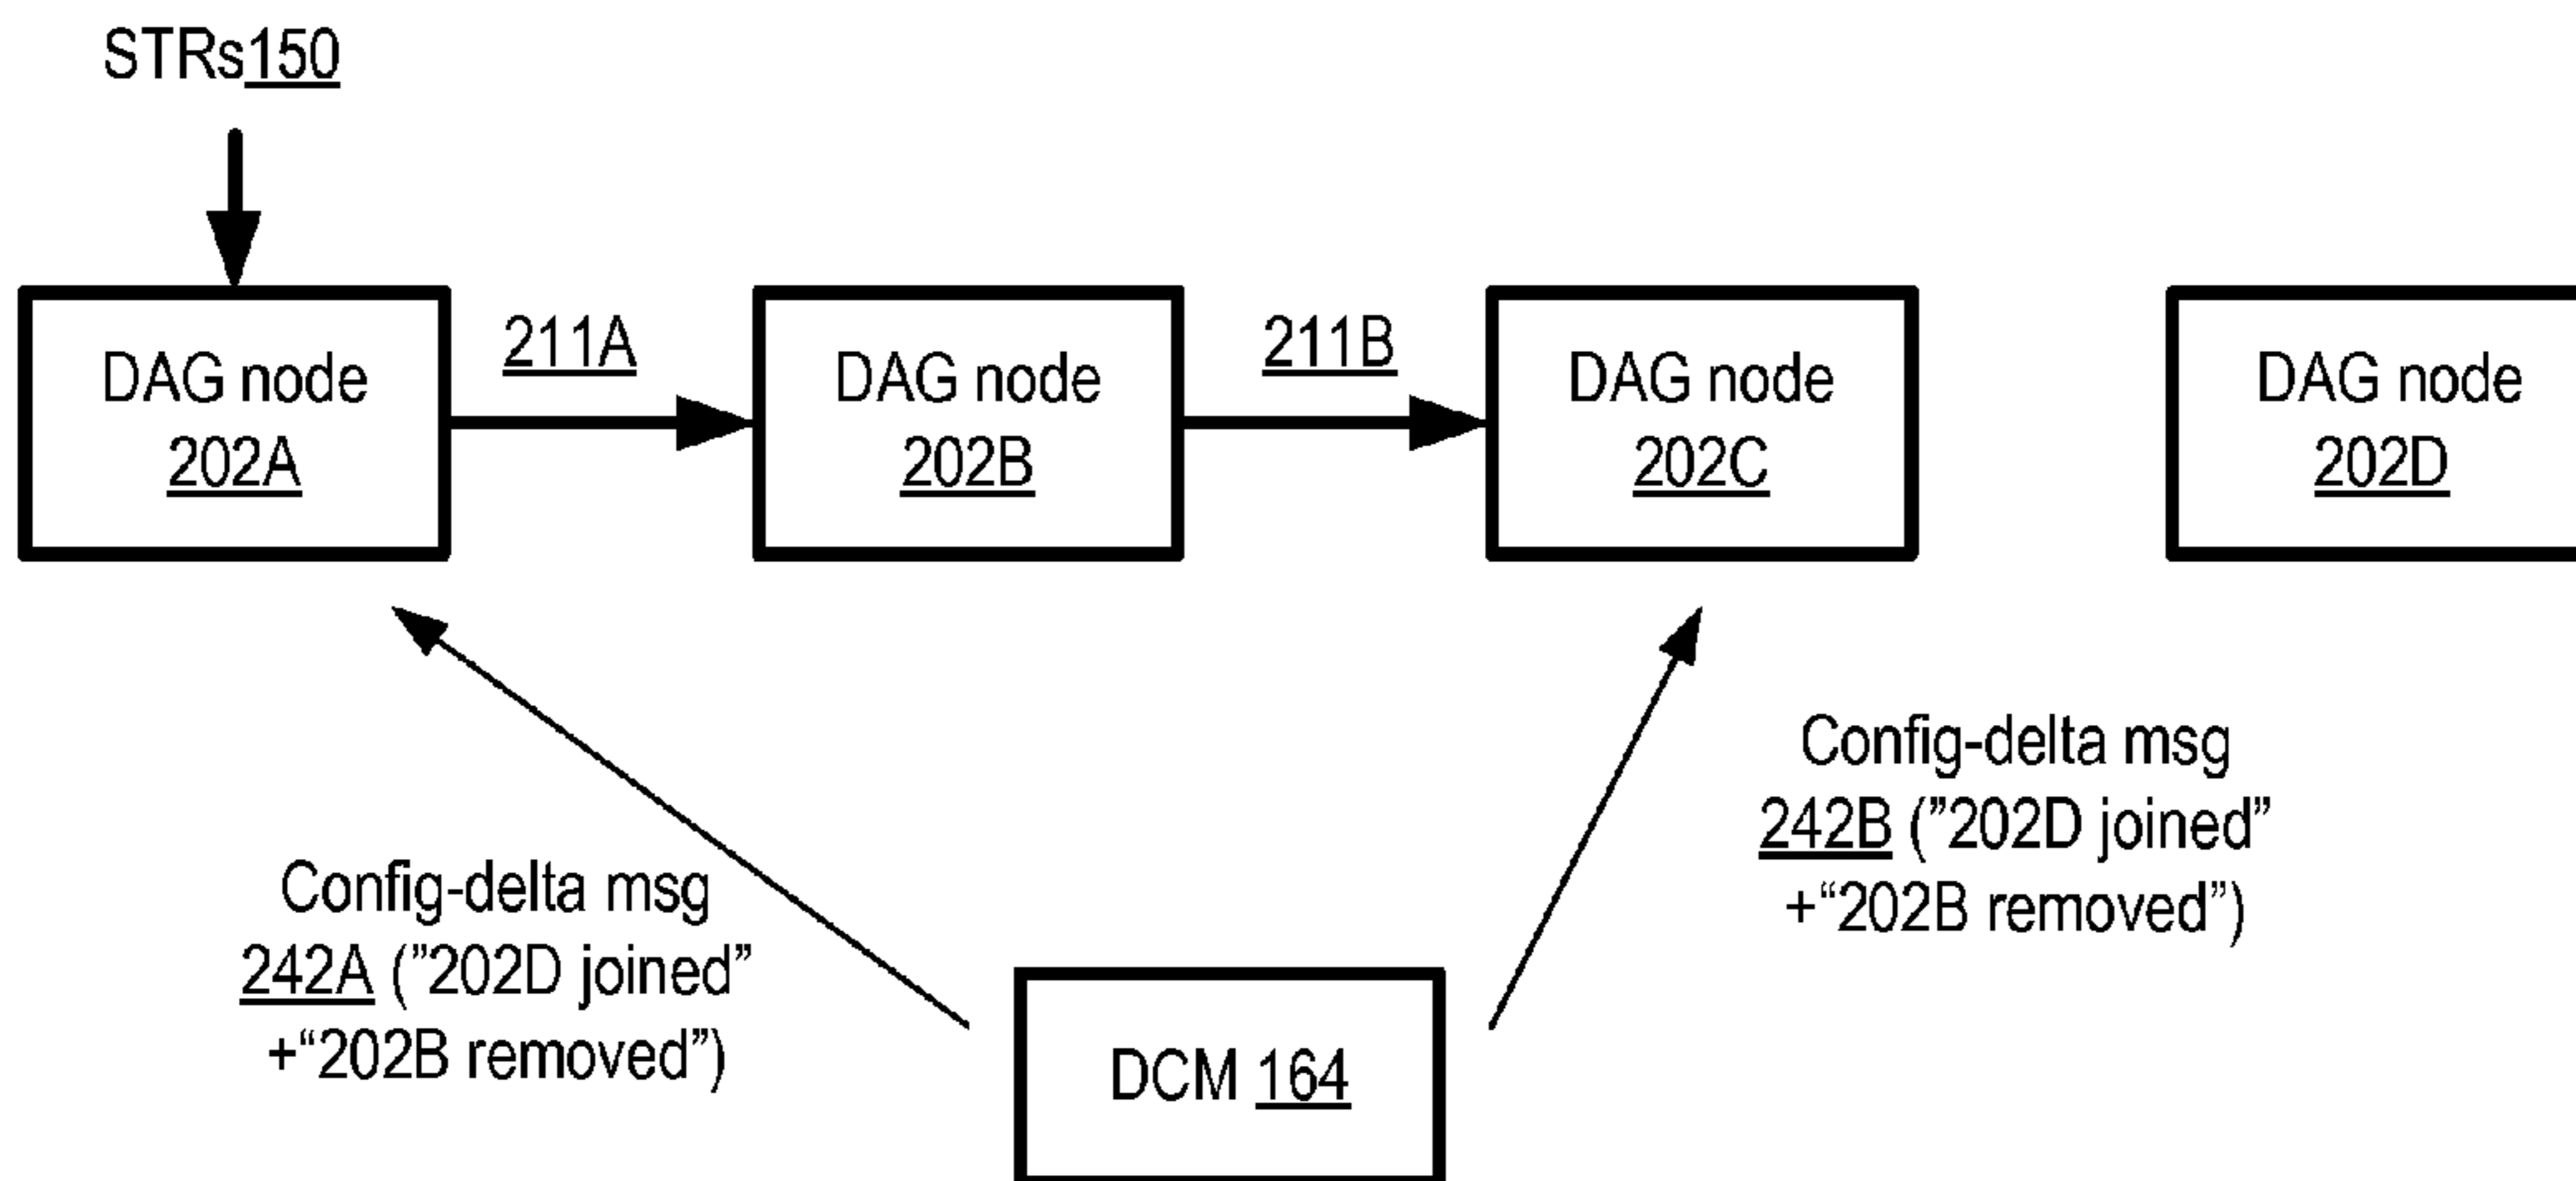 STRs150
211A
211B
DAG node
202A
DAG node
202B
DAG node
202C
DAG node
202D
Config-delta msg
242B (”202D joined”
+“202B removed”)
Config-delta msg
242A (”202D joined”
+“202B removed”)
DCM 164